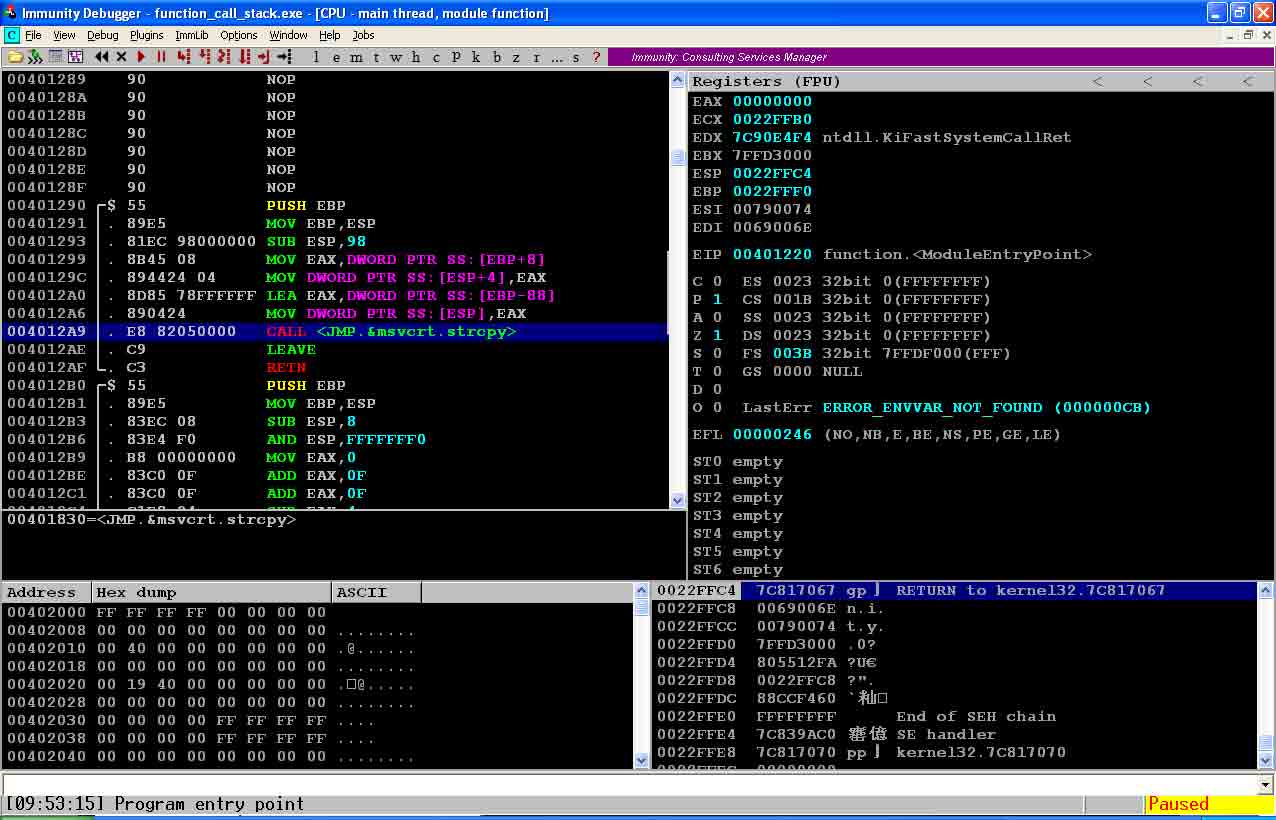 Immunity Debugger - function_call_stack.exe - [CPU - main thread, module function]
C File View Debug Plugins ImmLib Options Window Help Jobs
l e m t w h c P k b z r ... s ? Immunity: Consulting Services Manager
00401289 90 NOP
0040128A 90 NOP
0040128B 90 NOP
0040128C 90 NOP
0040128D 90 NOP
0040128E 90 NOP
0040128F 90 NOP
00401290 $ 55 PUSH EBP
00401291 . 89E5 MOV EBP,ESP
00401293 . 81EC 98000000 SUB ESP,98
00401299 . 8B45 08 MOV EAX,DWORD PTR SS:[EBP+8]
0040129C . 894424 04 MOV DWORD PTR SS:[ESP+4],EAX
004012A0 . 8D85 78FFFFFF LEA EAX,DWORD PTR SS:[EBP-88]
004012A6 . 890424 MOV DWORD PTR SS:[ESP],EAX
004012A9 . E8 82050000 CALL <JMP.&msvcrt.strcpy>
004012AE . C9 LEAVE
004012AF . C3 RETN
004012B0 $ 55 PUSH EBP
004012B1 . 89E5 MOV EBP,ESP
004012B3 . 83EC 08 SUB ESP,8
004012B6 . 83E4 F0 AND ESP,FFFFFFF0
004012B9 . B8 00000000 MOV EAX,0
004012BE . 83C0 0F ADD EAX,0F
004012C1 . 83C0 0F ADD EAX,0F
00401830=<JMP.&msvcrt.strcpy>
Registers (FPU) < < < <
EAX 00000000
ECX 0022FFB0
EDX 7C90E4F4 ntdll.KiFastSystemCallRet
EBX 7FFD3000
ESP 0022FFC4
EBP 0022FFF0
ESI 00790074
EDI 0069006E
EIP 00401220 function.<ModuleEntryPoint>
C 0 ES 0023 32bit 0(FFFFFFFF)
P 1 CS 001B 32bit 0(FFFFFFFF)
A 0 SS 0023 32bit 0(FFFFFFFF)
Z 1 DS 0023 32bit 0(FFFFFFFF)
S 0 FS 003B 32bit 7FFDF000(FFF)
T 0 GS 0000 NULL
D 0
O 0 LastErr ERROR_ENVVAR_NOT_FOUND (000000CB)
EFL 00000246 (NO,NB,E,BE,NS,PE,GE,LE)
ST0 empty
ST1 empty
ST2 empty
ST3 empty
ST4 empty
ST5 empty
ST6 empty
Address Hex dump ASCII
00402000 FF FF FF FF 00 00 00 00
00402008 00 00 00 00 00 00 00 00 ........
00402010 00 40 00 00 00 00 00 00 .@......
00402018 00 00 00 00 00 00 00 00 ........
00402020 00 19 40 00 00 00 00 00 .□@.....
00402028 00 00 00 00 00 00 00 00 ........
00402030 00 00 00 00 FF FF FF FF ....
00402038 00 00 00 00 FF FF FF FF ....
00402040 00 00 00 00 00 00 00 00 ........
0022FFC4 7C817067 gp RETURN to kernel32.7C817067
0022FFC8 0069006E n.i.
0022FFCC 00790074 t.y.
0022FFD0 7FFD3000 .0?
0022FFD4 805512FA ?U€
0022FFD8 0022FFC8 ?".
0022FFDC 88CCF460 `籼□
0022FFE0 FFFFFFFF End of SEH chain
0022FFE4 7C839AC0 SE handler
0022FFE8 7C817070 pp kernel32.7C817070
[09:53:15] Program entry point
Paused